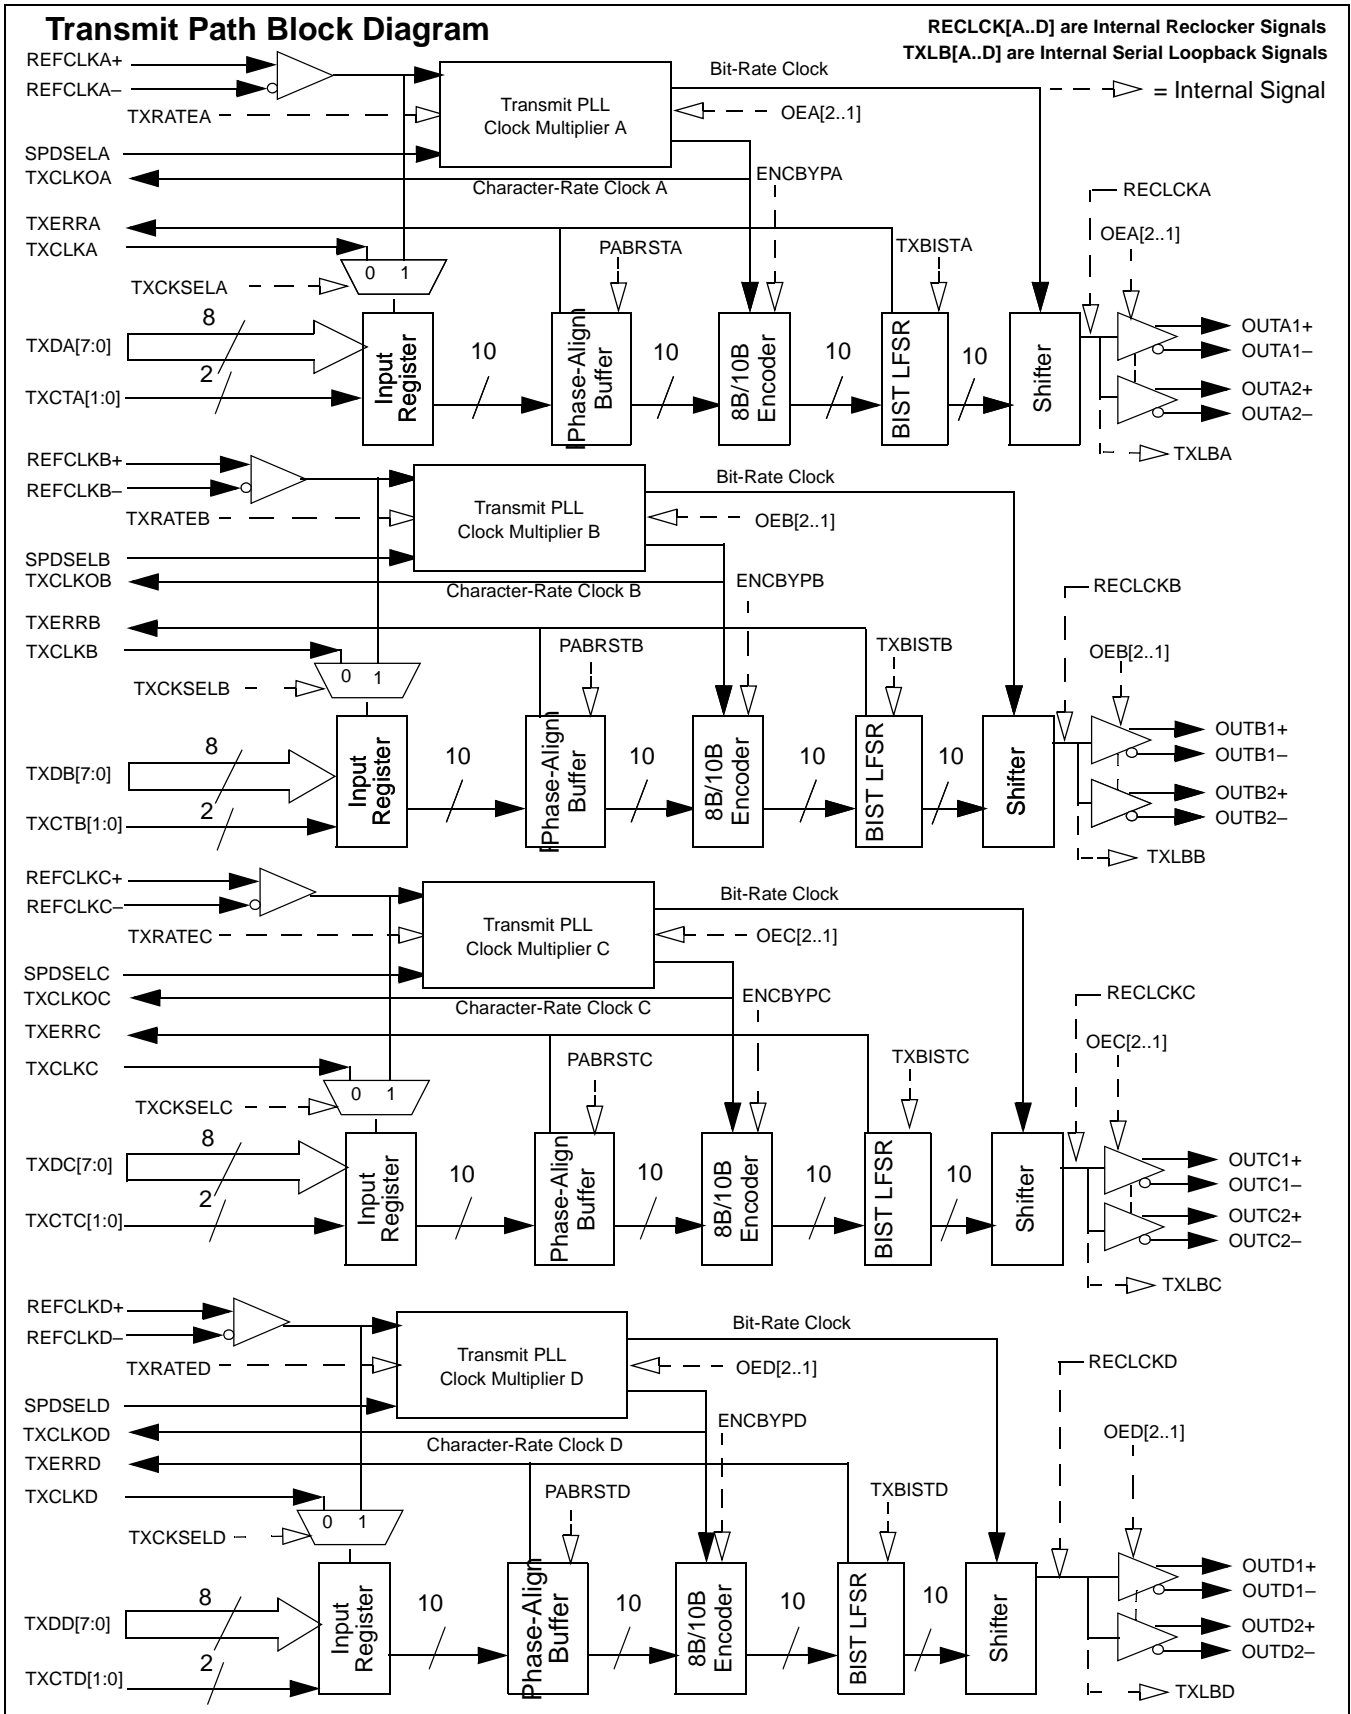 Transmit Path Block Diagram
RECLCK[A..D] are Internal Reclocker Signals
TXLB[A..D] are Internal Serial Loopback Signals
= Internal Signal
REFCLKA+
REFCLKA–
TXRATEA
SPDSELA
TXCLKOA
Transmit PLL
Clock Multiplier A
Bit-Rate Clock
OEA[2..1]
Character-Rate Clock A
ENCBYPA
RECLCKA
TXERRA
TXCLKA
OEA[2..1]
PABRSTA
TXBISTA
0 1
TXCKSELA
8
TXDA[7:0]
2
TXCTA[1:0]
Input
Register
10
Phase-Align
Buffer
10
8B/10B
Encoder
10
BIST LFSR
10
Shifter
OUTA1+
OUTA1–
OUTA2+
OUTA2–
TXLBA
REFCLKB+
REFCLKB–
TXRATEB
SPDSELB
TXCLKOB
Transmit PLL
Clock Multiplier B
Bit-Rate Clock
OEB[2..1]
Character-Rate Clock B
ENCBYPB
RECLCKB
TXERRB
TXCLKB
OEB[2..1]
PABRSTB
TXBISTB
0 1
TXCKSELB
8
TXDB[7:0]
2
TXCTB[1:0]
Input
Register
10
Phase-Align
Buffer
10
8B/10B
Encoder
10
BIST LFSR
10
Shifter
OUTB1+
OUTB1–
OUTB2+
OUTB2–
TXLBB
REFCLKC+
REFCLKC–
TXRATEC
SPDSELC
TXCLKOC
Transmit PLL
Clock Multiplier C
Bit-Rate Clock
OEC[2..1]
Character-Rate Clock C
ENCBYPC
RECLCKC
TXERRC
TXCLKC
OEC[2..1]
PABRSTC
TXBISTC
0 1
TXCKSELC
8
TXDC[7:0]
2
TXCTC[1:0]
Input
Register
10
Phase-Align
Buffer
10
8B/10B
Encoder
10
BIST LFSR
10
Shifter
OUTC1+
OUTC1–
OUTC2+
OUTC2–
TXLBC
REFCLKD+
REFCLKD–
TXRATED
SPDSELD
TXCLKOD
Transmit PLL
Clock Multiplier D
Bit-Rate Clock
OED[2..1]
Character-Rate Clock D
ENCBYPD
RECLCKD
TXERRD
TXCLKD
OED[2..1]
PABRSTD
TXBISTD
0 1
TXCKSELD
8
TXDD[7:0]
2
TXCTD[1:0]
Input
Register
10
Phase-Align
Buffer
10
8B/10B
Encoder
10
BIST LFSR
10
Shifter
OUTD1+
OUTD1–
OUTD2+
OUTD2–
TXLBD